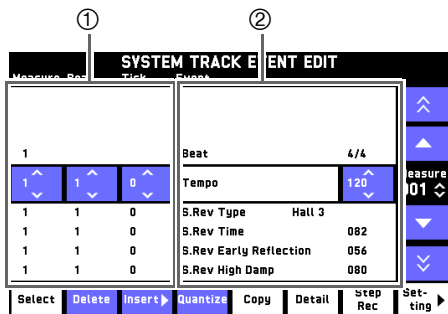 ① ②
SYSTEM TRACK EVENT EDIT
Measure Beat Tick Event
1 Beat 4/4
1 1 0 Tempo 120
Measure
001
1 1 0 S.Rev Type Hall 3
1 1 0 S.Rev Time 082
1 1 0 S.Rev Early Reflection 056
1 1 0 S.Rev High Damp 080
Select Delete Insert Quantize Copy Detail Step Rec Set-ting